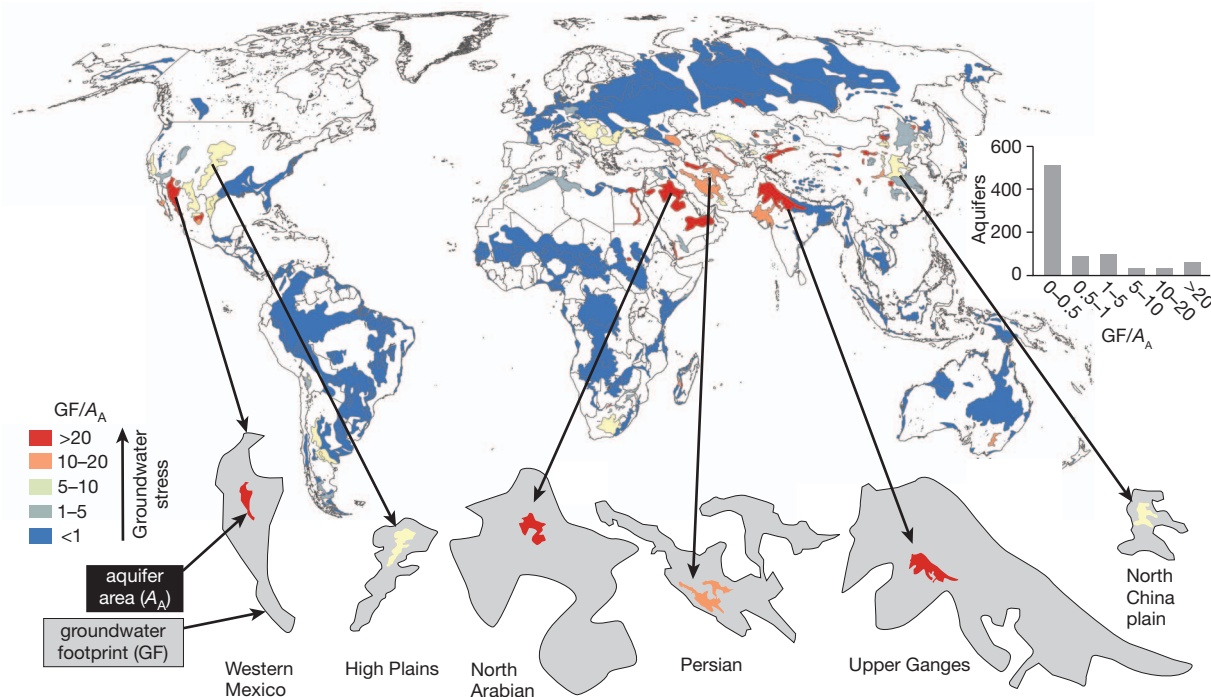 600
400
200
0
Aquifers
0–0.5
0.5–1
1–5
5–10
10–20
>20
GF/AA
GF/AA
>20
10–20
5–10
1–5
<1
Groundwater
stress
aquifer
area (AA)
groundwater
footprint (GF)
Western
Mexico
High Plains
North
Arabian
Persian
Upper Ganges
North
China
plain